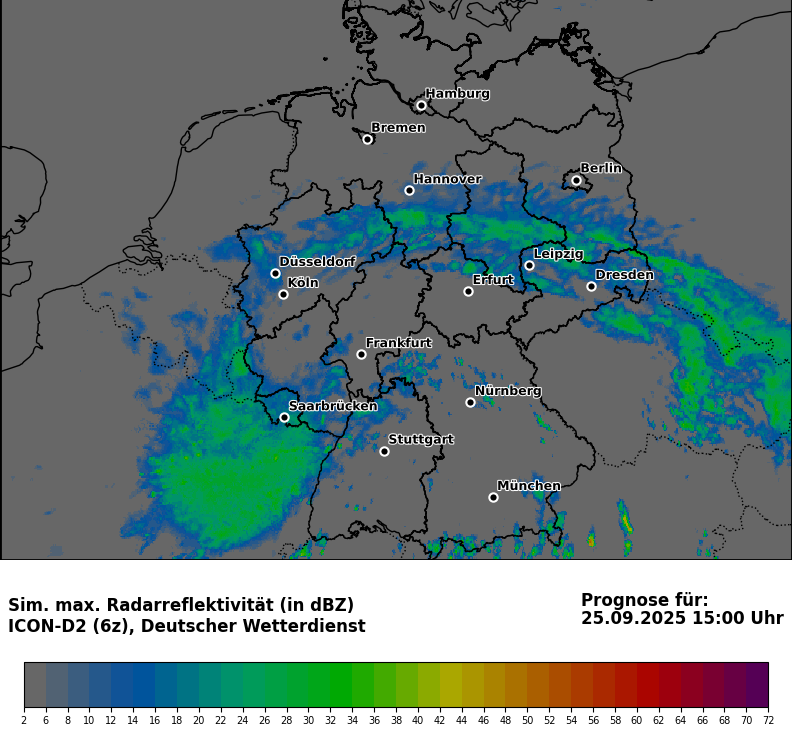 Hamburg
Bremen
Berlin
Hannover
Leipzig
Düsseldorf
Dresden
Köln
Erfurt
Frankfurt
Nürnberg
Saarbrücken
Stuttgart
München
Sim. max. Radarreflektivität (in dBZ)
ICON-D2 (6z), Deutscher Wetterdienst
Prognose für:
25.09.2025 15:00 Uhr
2 6 8 10 12 14 16 18 20 22 24 26 28 30 32 34 36 38 40 42 44 46 48 50 52 54 56 58 60 62 64 66 68 70 72